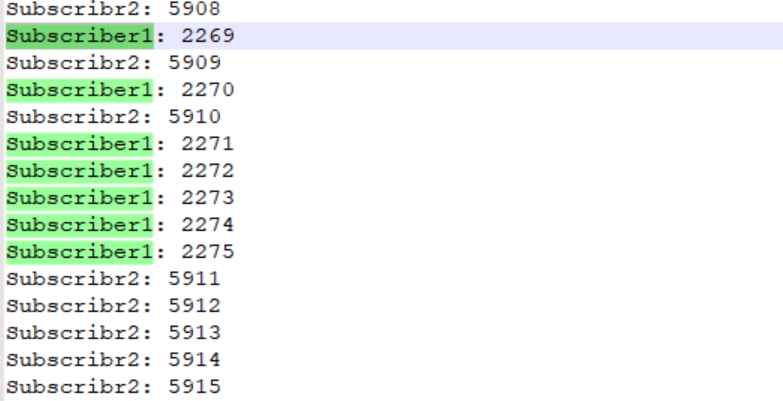 Subscribr2: 5908
Subscriber1: 2269
Subscribr2: 5909
Subscriber1: 2270
Subscribr2: 5910
Subscriber1: 2271
Subscriber1: 2272
Subscriber1: 2273
Subscriber1: 2274
Subscriber1: 2275
Subscribr2: 5911
Subscribr2: 5912
Subscribr2: 5913
Subscribr2: 5914
Subscribr2: 5915